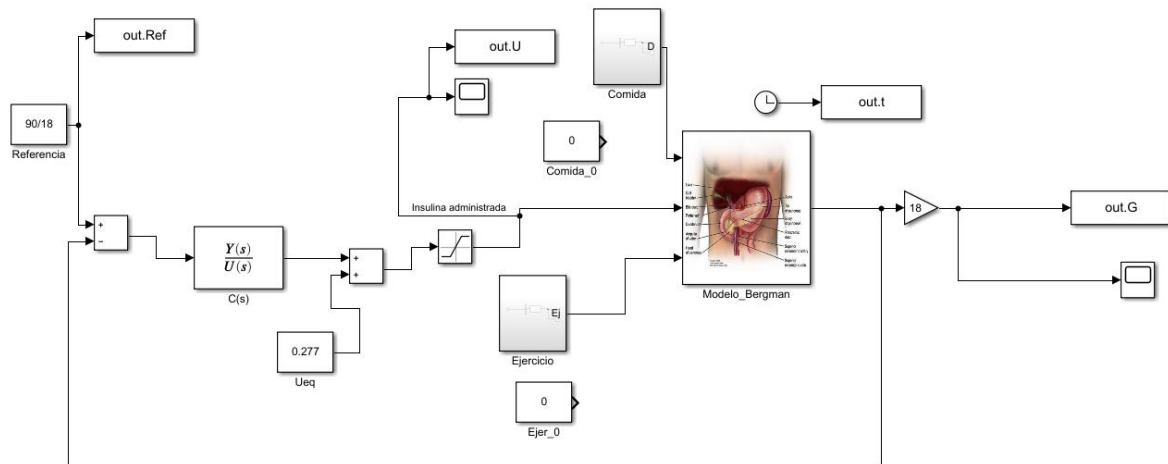 out.Ref
90/18
Referencia
+
−
Y(s)
U(s)
C(s)
+
+
0.277
Ueq
out.U
Insulina administrada
D
Comida
0
Comida_0
Ej
Ejercicio
0
Ejer_0
out.t
Modelo_Bergman
18
out.G